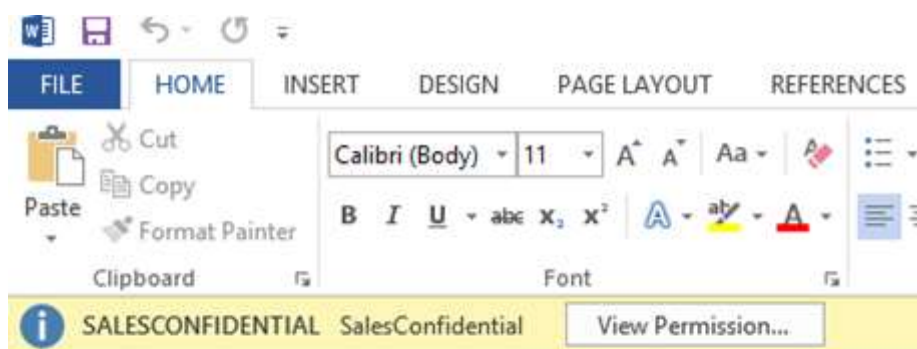 FILE HOME INSERT DESIGN PAGE LAYOUT REFERENCES
Cut
Calibri (Body) 11 A A Aa
Copy
Paste
Format Painter
B I U abc X₂ X² A aby A
Clipboard Font
SALESCONFIDENTIAL SalesConfidential View Permission...